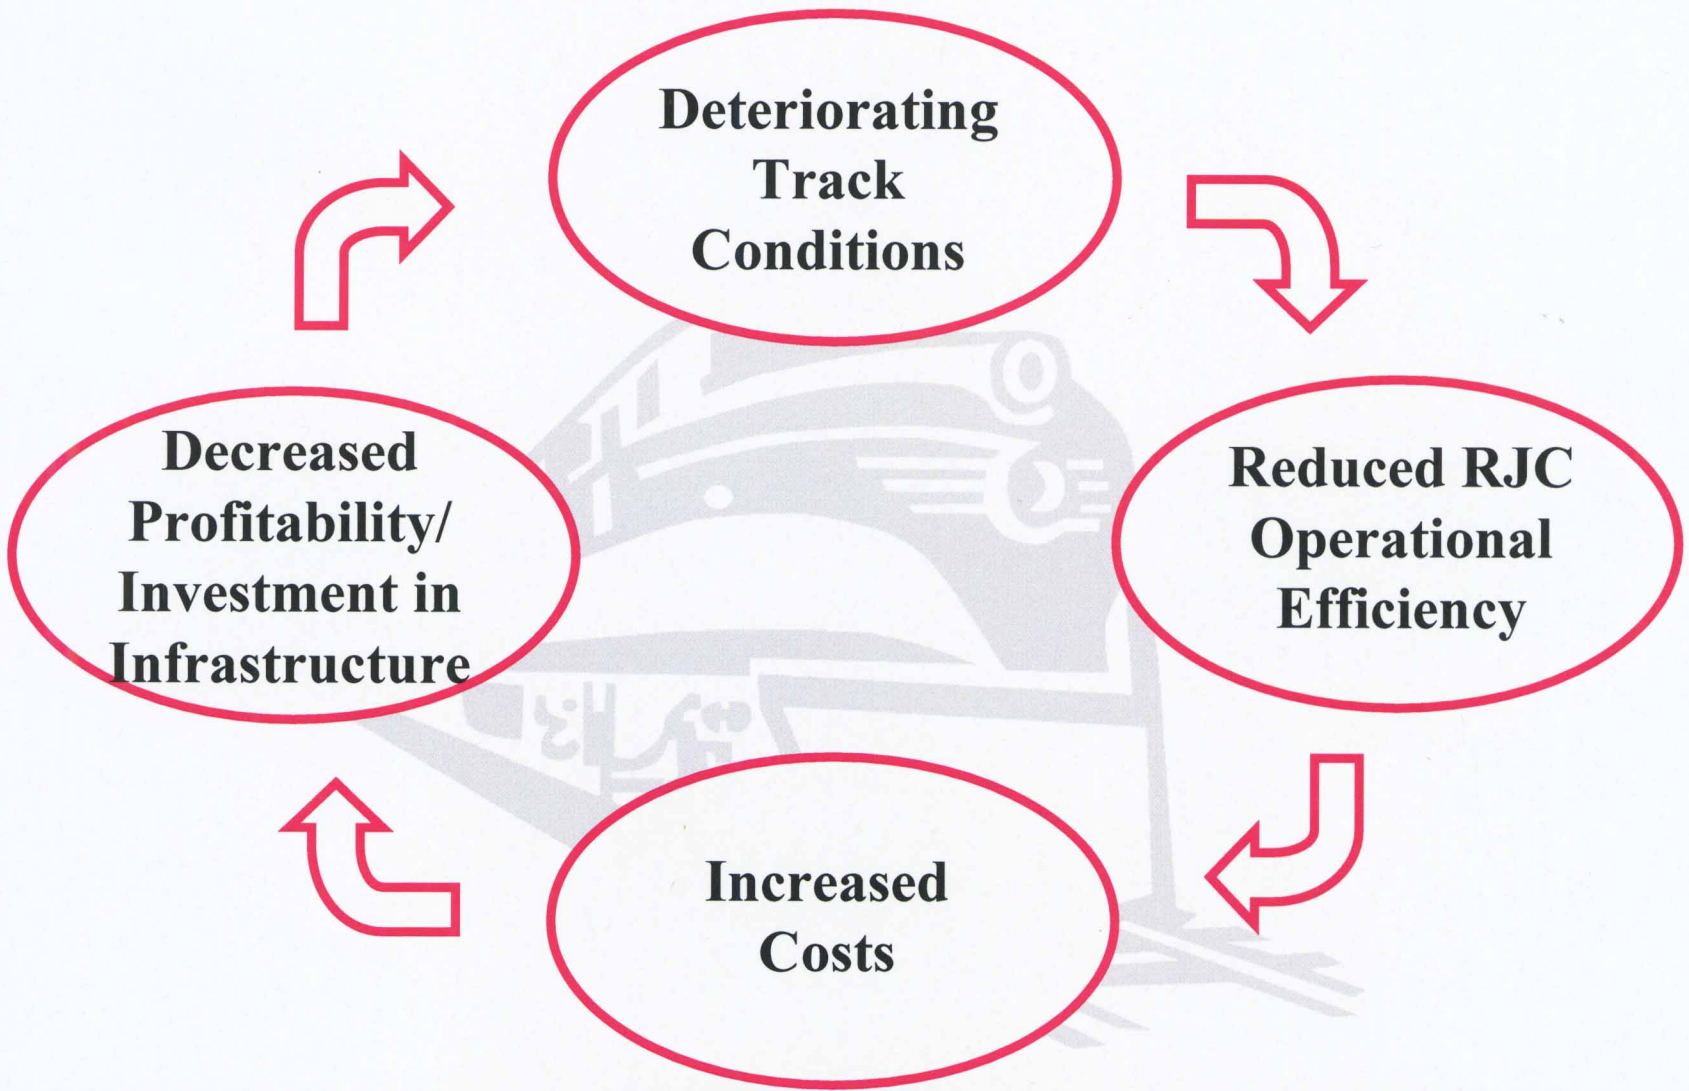 Deteriorating
Track
Conditions
Reduced RJC
Operational
Efficiency
Increased
Costs
Decreased
Profitability/
Investment in
Infrastructure